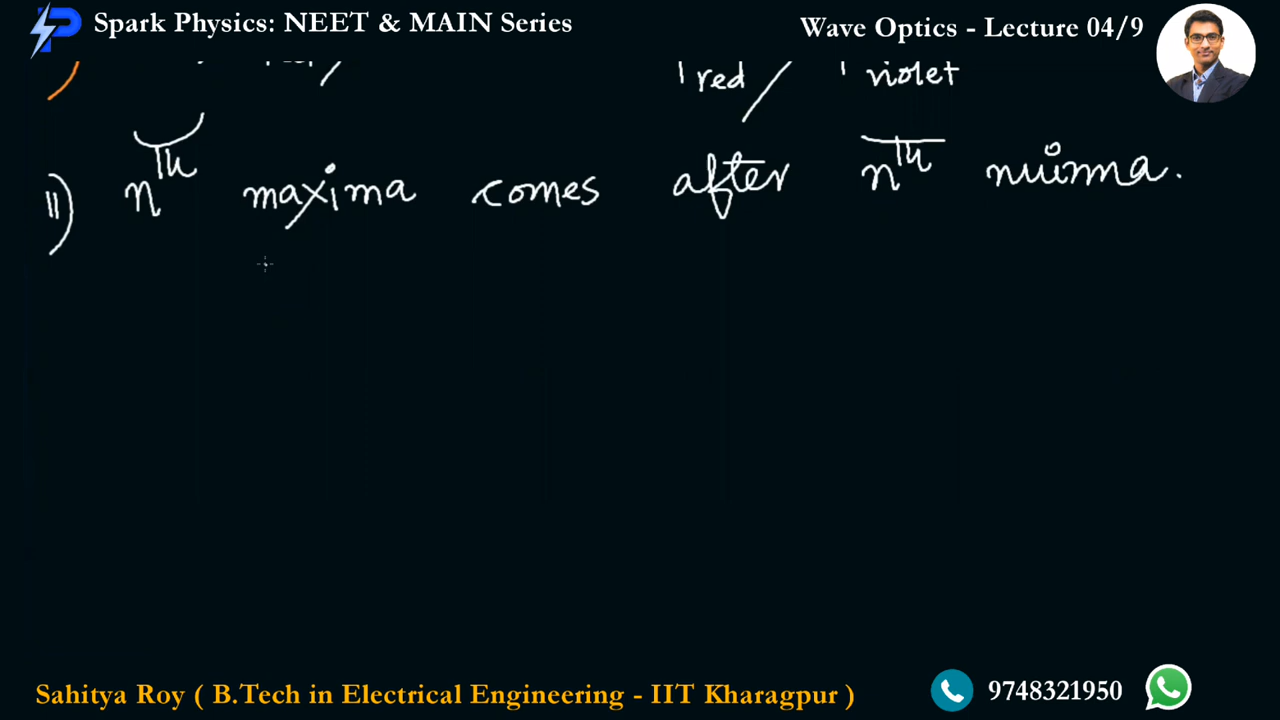 Spark Physics: NEET & MAIN Series
Wave Optics - Lecture 04/9
red / violet
II) nTh maxima comes after nTh minima.
Sahitya Roy ( B.Tech in Electrical Engineering - IIT Kharagpur )
9748321950